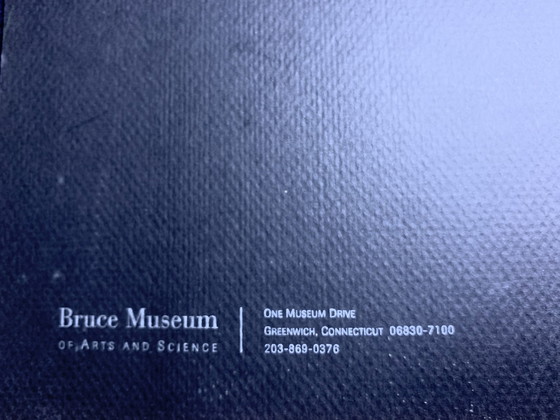 Bruce Museum
OF ARTS AND SCIENCE
ONE MUSEUM DRIVE
GREENWICH, CONNECTICUT 06830-7100
203-869-0376